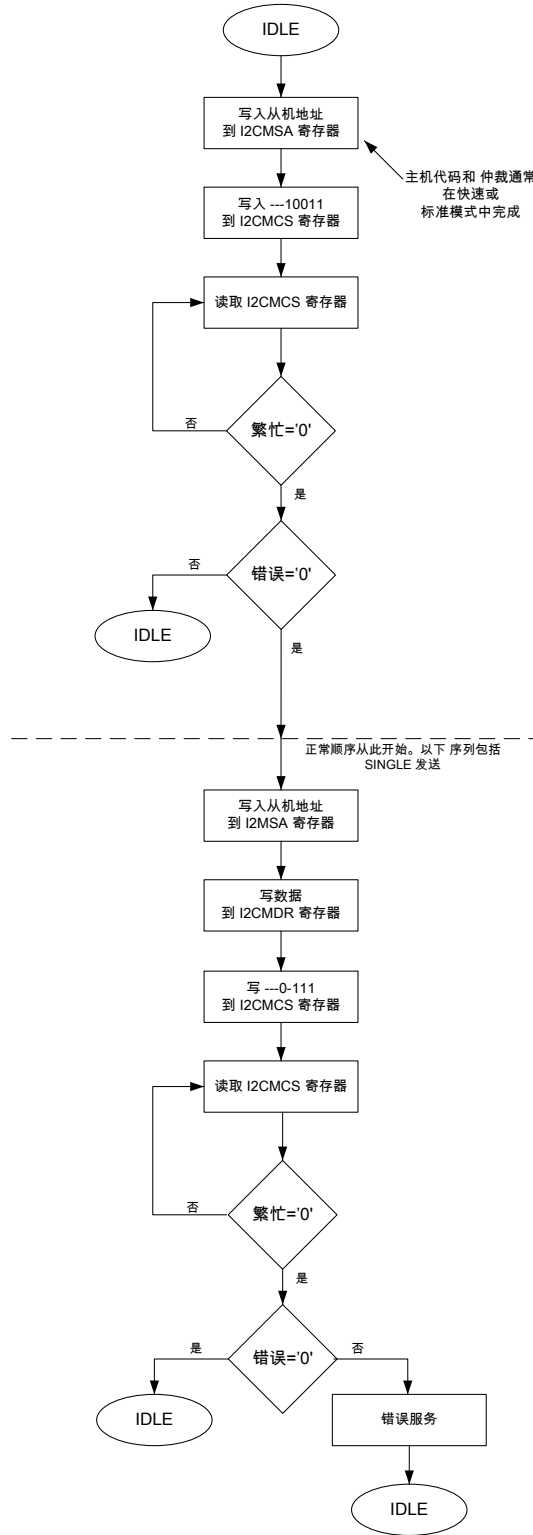 IDLE
写入从机地址
到 I2CMSA 寄存器
主机代码和 仲裁通常
在快速或
标准模式中完成
写入 ---10011
到 I2CMCS 寄存器
读取 I2CMCS 寄存器
繁忙='0'
否
是
错误='0'
否
IDLE
是
正常顺序从此开始。以下 序列包括
SINGLE 发送
写入从机地址
到 I2MSA 寄存器
写数据
到 I2CMDR 寄存器
写 ---0-111
到 I2CMCS 寄存器
读取 I2CMCS 寄存器
繁忙='0'
否
是
错误='0'
是
否
IDLE
错误服务
IDLE